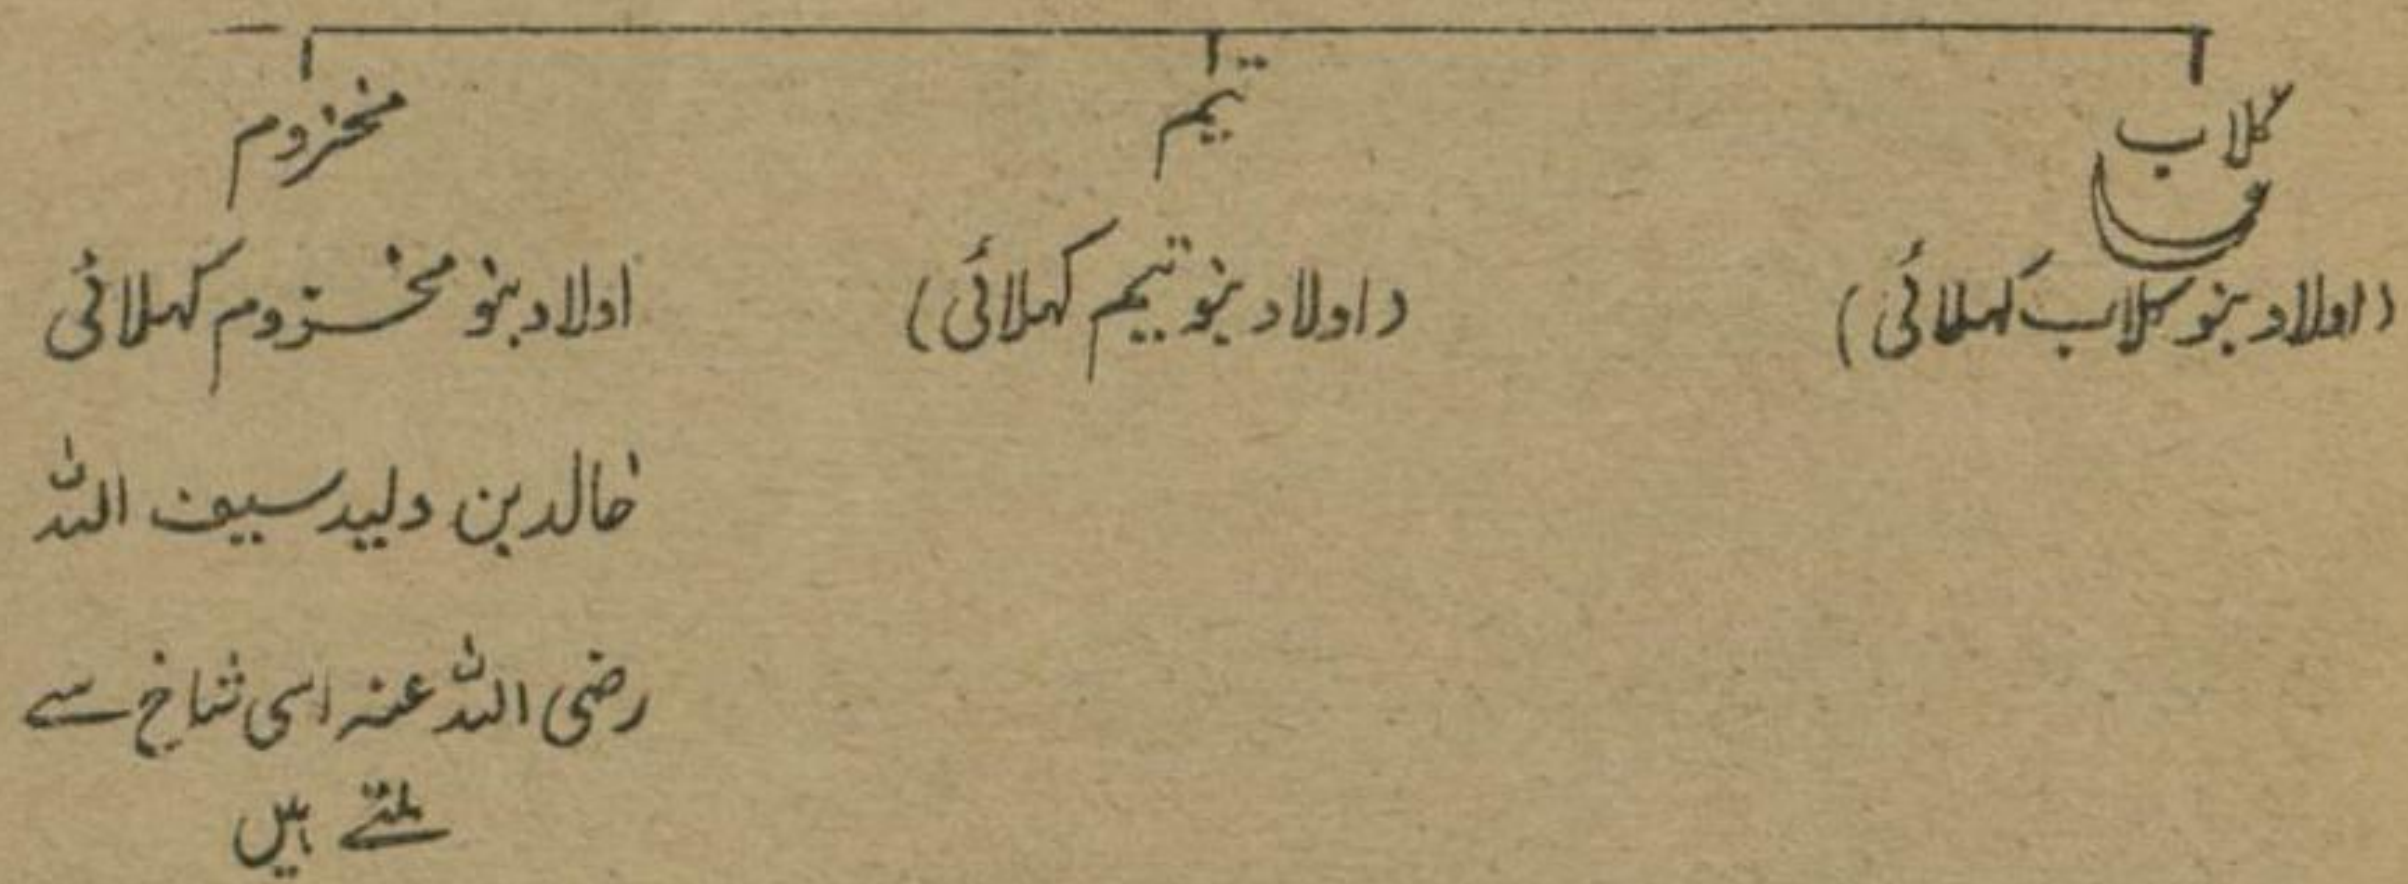 کلاب
تیم
مخزوم
(اولاد بنو کلاب کہلائی)
(اولاد بنو تیم کہلائی)
اولاد بنو مخزوم کہلائی
خالد بن ولید سیف اللہ
رضی اللہ عنہ اسی شاخ سے
ملتے ہیں